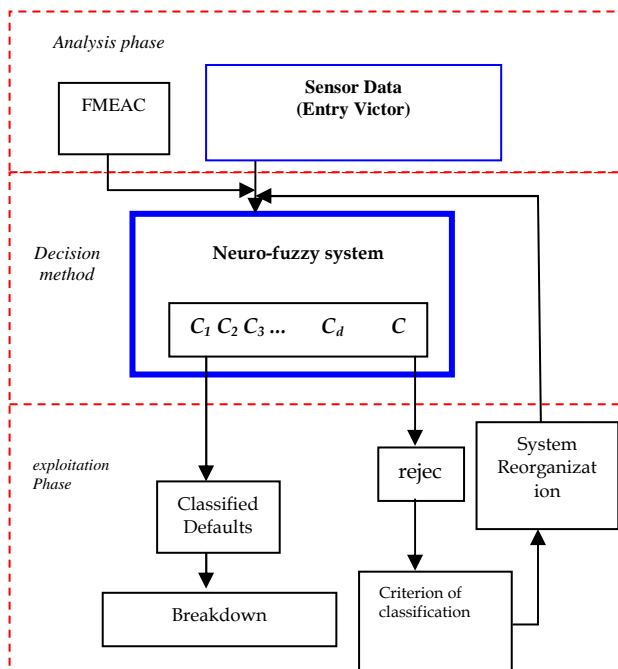 Analysis phase
FMEAC
Sensor Data
(Entry Victor)
Decision
method
Neuro-fuzzy system
C1 C2 C3 ... Cd C
exploitation
Phase
Classified
Defaults
Breakdown
rejec
Criterion of
classification
System
Reorganizat
ion